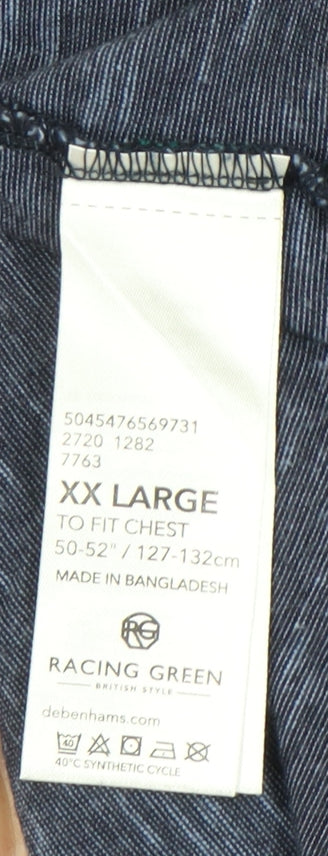 5045476569731
2720 1282
7763
XX LARGE
TO FIT CHEST
50-52" / 127-132cm
MADE IN BANGLADESH
RG
RACING GREEN
BRITISH STYLE
debenhams.com
40
40°C SYNTHETIC CYCLE